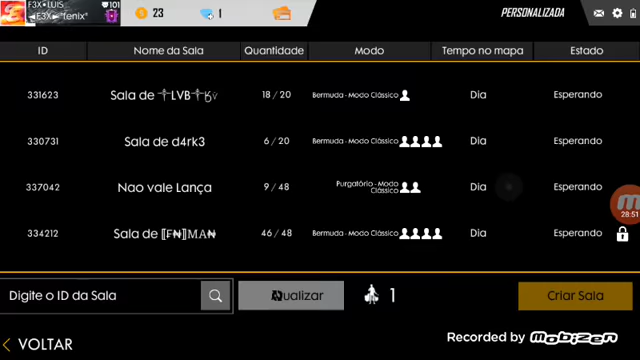 F3X•LUIS 101
◄F3X► "fenix" 23 1 PERSONALIZADA
ID Nome da Sala Quantidade Modo Tempo no mapa Estado
331623 Sala de 18 / 20 Bermuda - Modo Clássico Dia Esperando
330731 Sala de d4rk3 6 / 20 Bermuda - Modo Clássico Dia Esperando
337042 Nao vale Lança 9 / 48 Purgatório - Modo Clássico Dia Esperando
334212 Sala de ⟦F₦⟧MA₦ 46 / 48 Bermuda - Modo Clássico Dia Esperando
28:51
Digite o ID da Sala Atualizar 1 Criar Sala
VOLTAR Recorded by mobizen